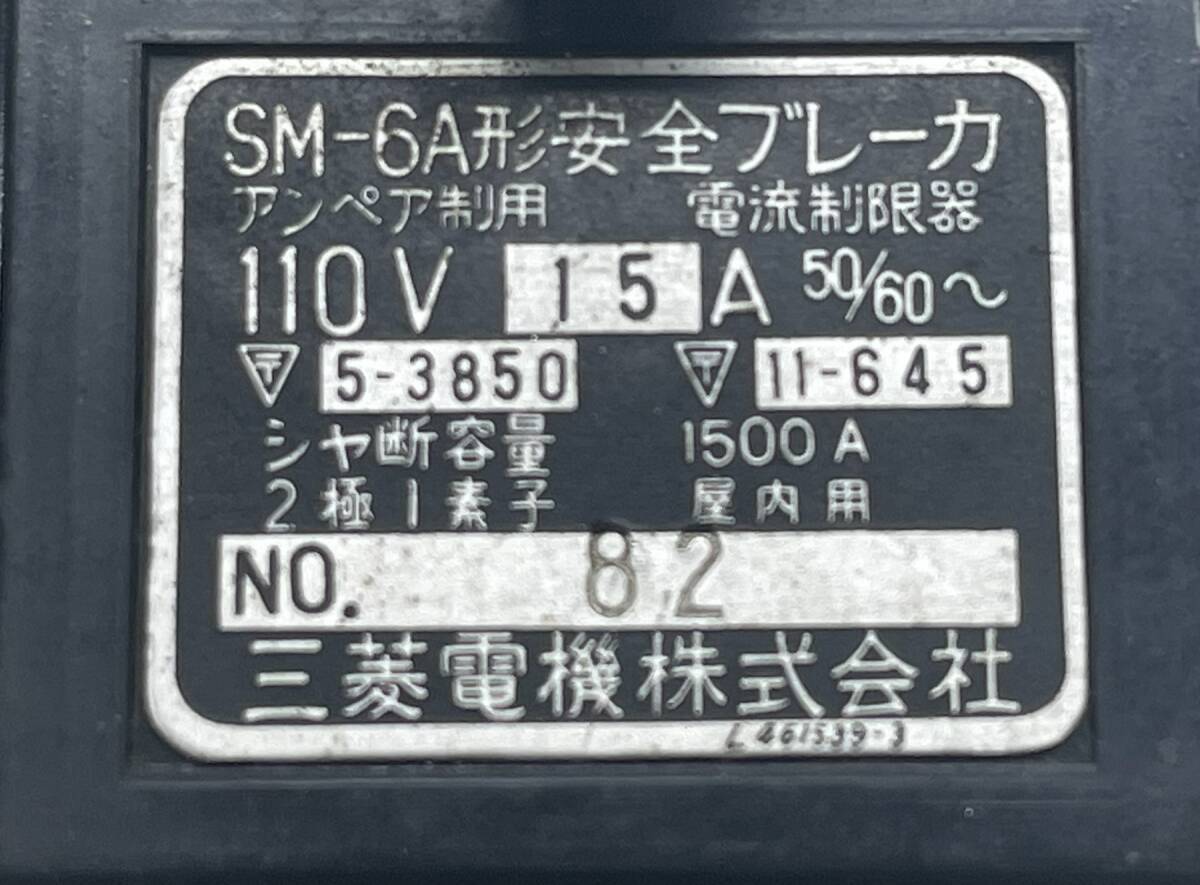 SM-6A形安全ブレーカ
アンペア制用 電流制限器
110V 15A 50/60～
〒 5-3850 〒 11-645
シヤ断容量 1500A
2極1素子 屋内用
NO. 82
三菱電機株式会社
L461539-3